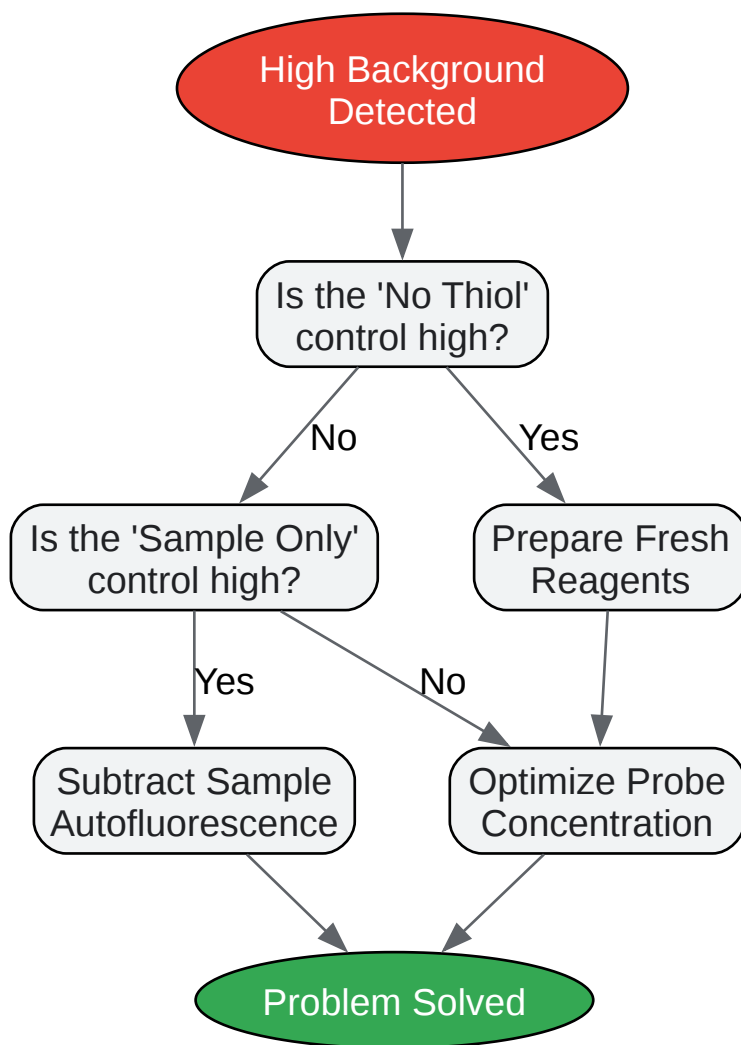 High Background
Detected
Is the 'No Thiol'
control high?
No
Yes
Is the 'Sample Only'
control high?
Prepare Fresh
Reagents
Yes
No
Subtract Sample
Autofluorescence
Optimize Probe
Concentration
Problem Solved